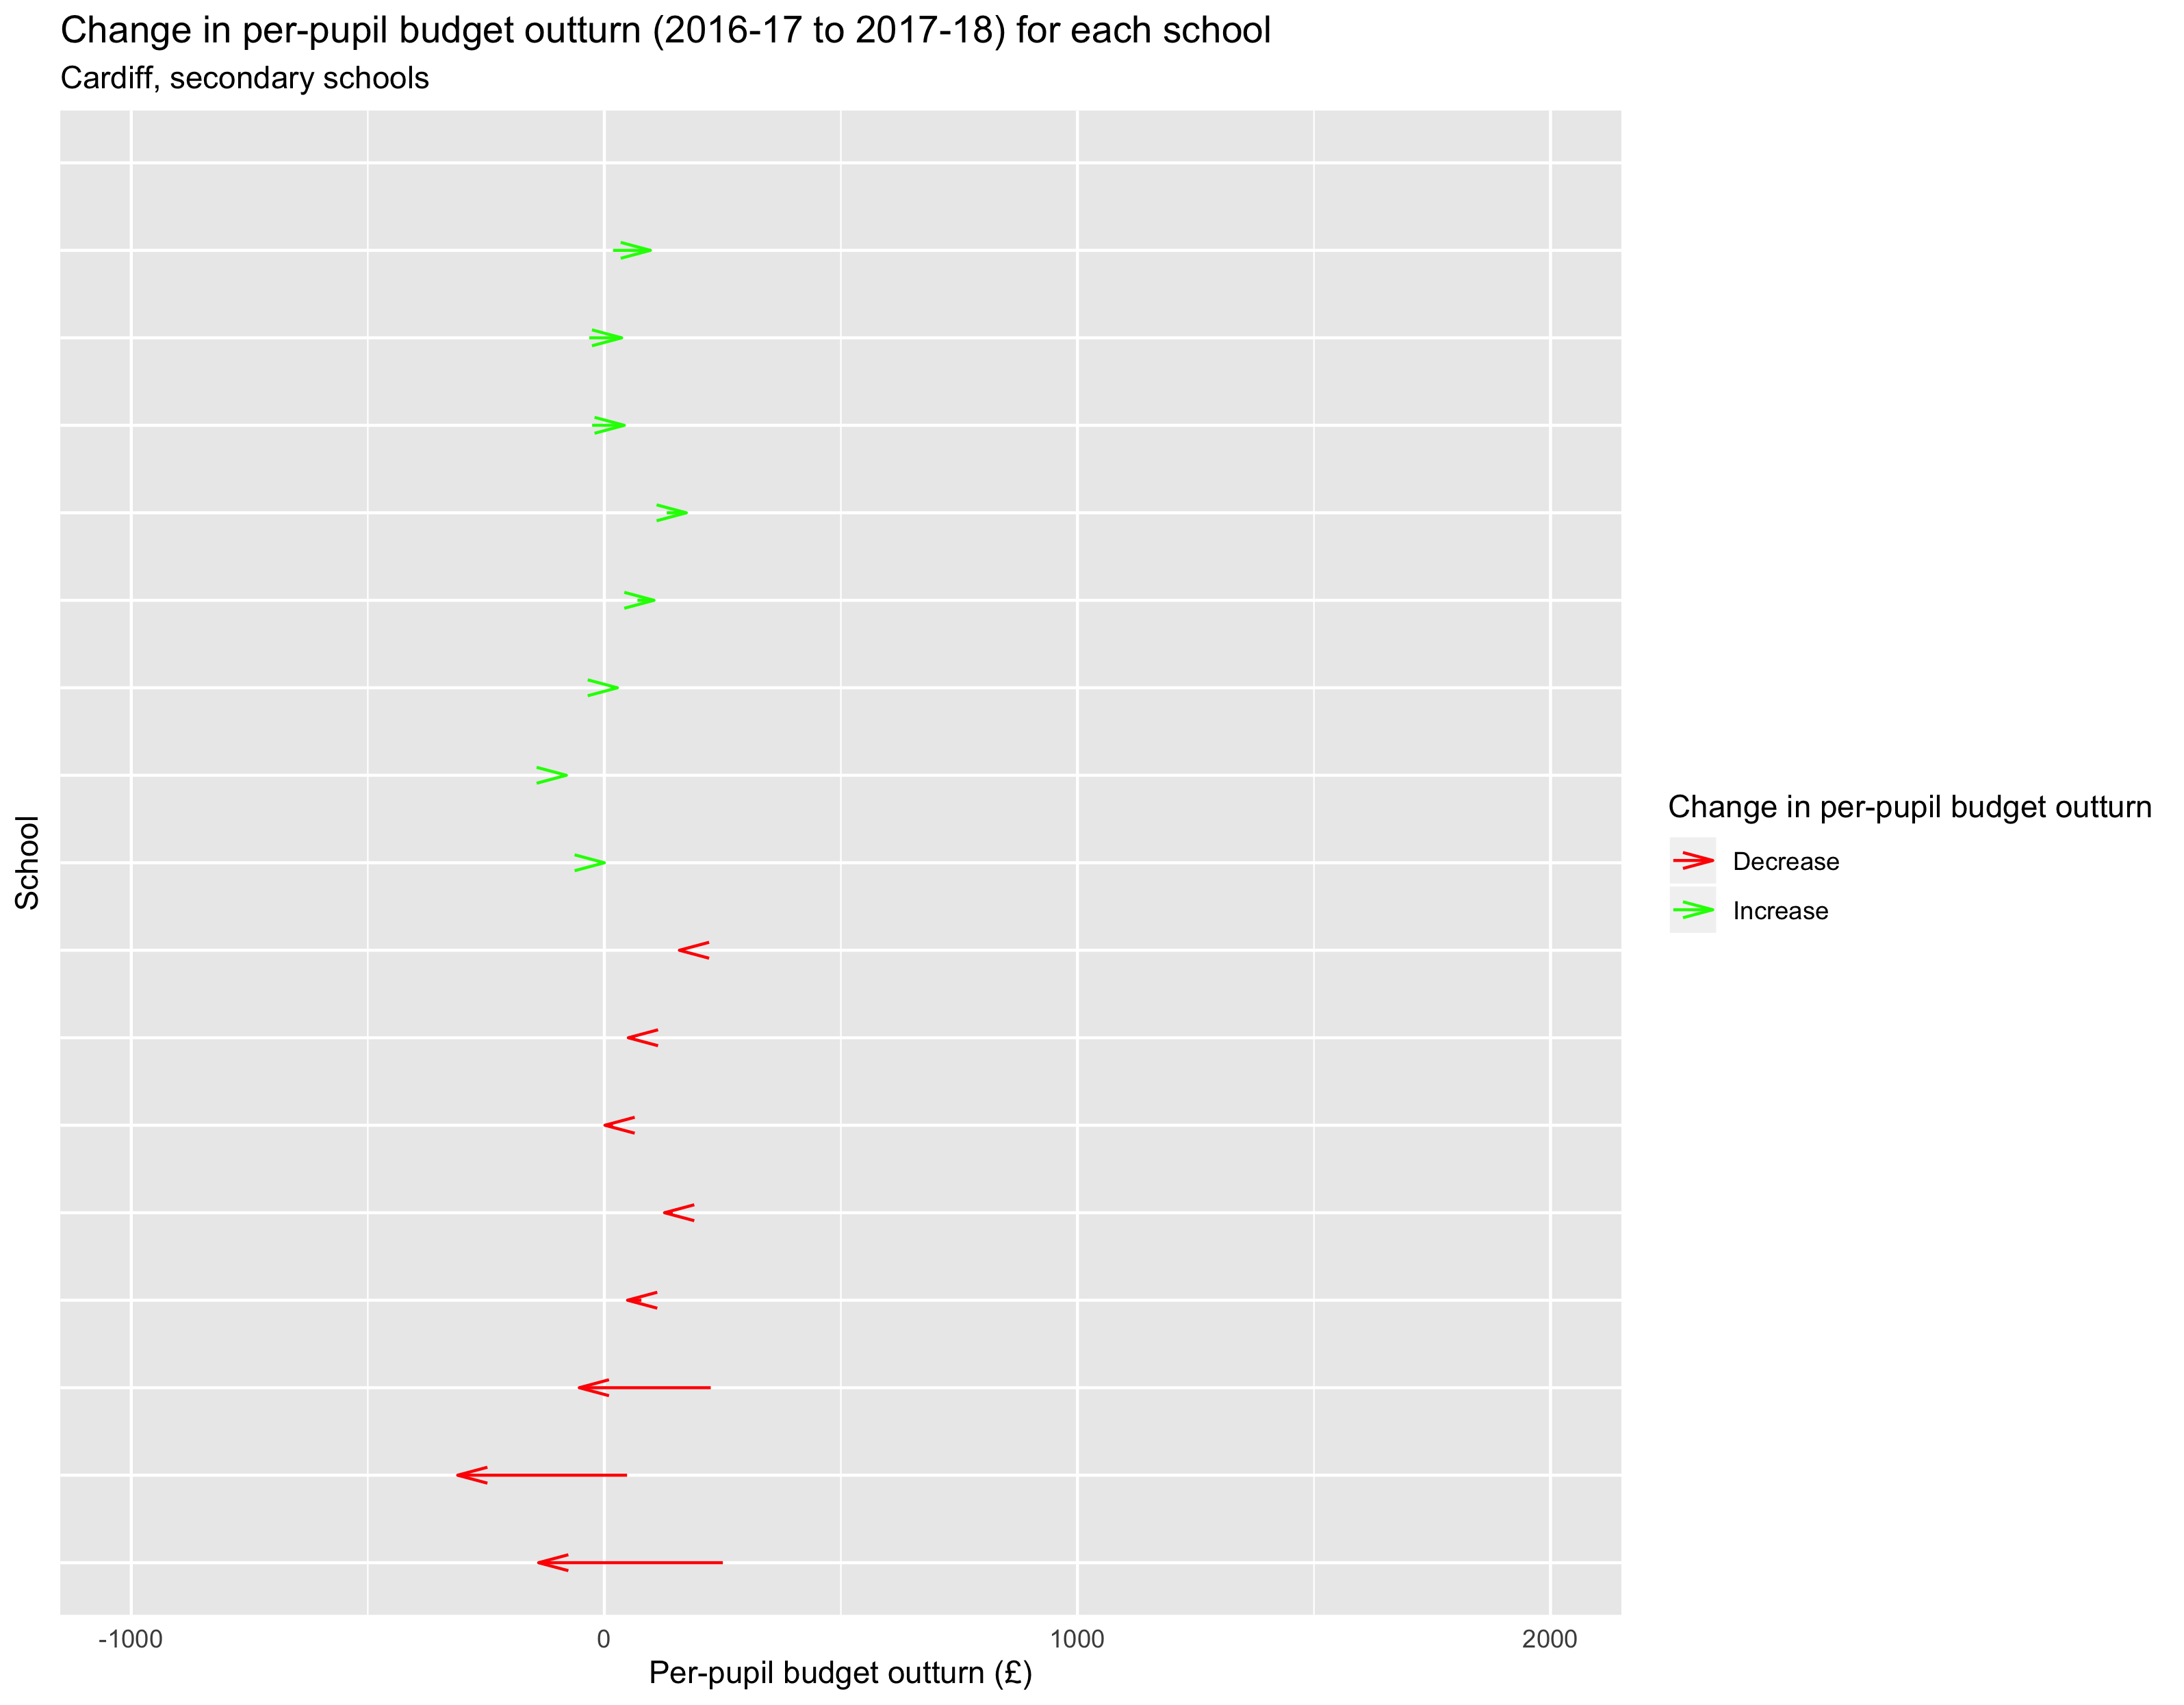 Change in per-pupil budget outturn (2016-17 to 2017-18) for each school
Cardiff, secondary schools
School
Change in per-pupil budget outturn
Decrease
Increase
-1000
0
1000
2000
Per-pupil budget outturn (£)